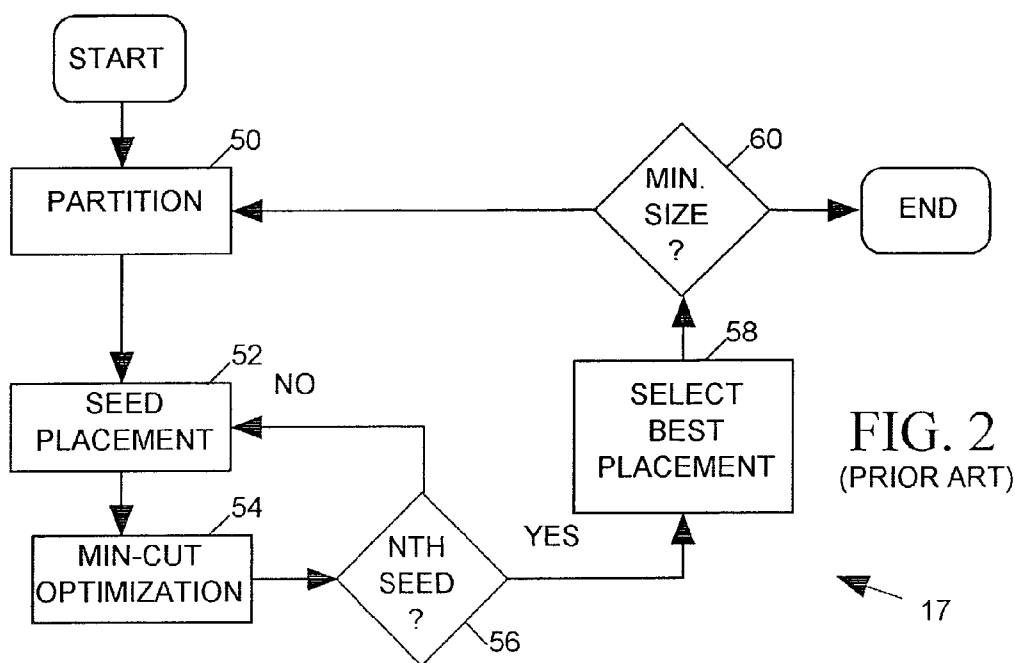 START
50
PARTITION
60
MIN.
SIZE
?
END
52
SEED
PLACEMENT
NO
58
SELECT
BEST
PLACEMENT
FIG. 2
(PRIOR ART)
54
MIN-CUT
OPTIMIZATION
NTH
SEED
?
YES
56
17